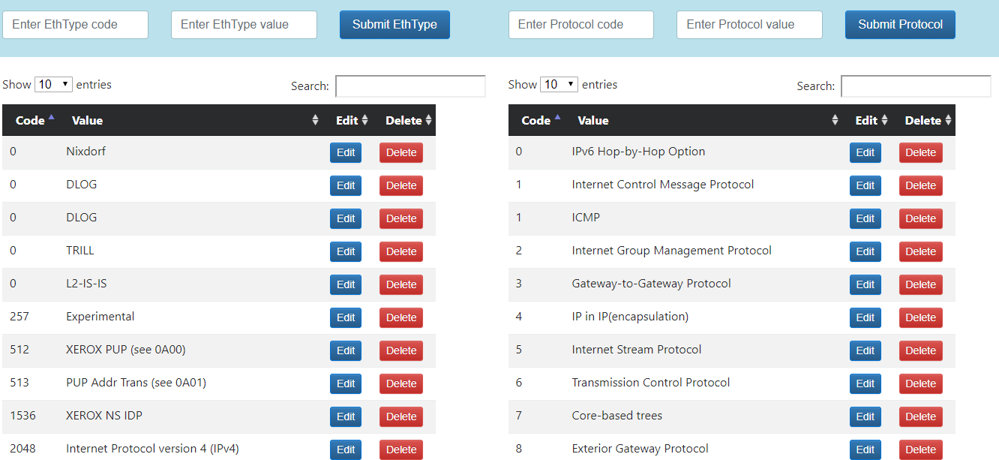 Enter EthType code Enter EthType value Submit EthType Enter Protocol code Enter Protocol value Submit Protocol
Show 10 entries Search: Show 10 entries Search:
Code Value Edit Delete Code Value Edit Delete
0 Nixdorf Edit Delete 0 IPv6 Hop-by-Hop Option Edit Delete
0 DLOG Edit Delete 1 Internet Control Message Protocol Edit Delete
0 DLOG Edit Delete 1 ICMP Edit Delete
0 TRILL Edit Delete 2 Internet Group Management Protocol Edit Delete
0 L2-IS-IS Edit Delete 3 Gateway-to-Gateway Protocol Edit Delete
257 Experimental Edit Delete 4 IP in IP(encapsulation) Edit Delete
512 XEROX PUP (see 0A00) Edit Delete 5 Internet Stream Protocol Edit Delete
513 PUP Addr Trans (see 0A01) Edit Delete 6 Transmission Control Protocol Edit Delete
1536 XEROX NS IDP Edit Delete 7 Core-based trees Edit Delete
2048 Internet Protocol version 4 (IPv4) Edit Delete 8 Exterior Gateway Protocol Edit Delete